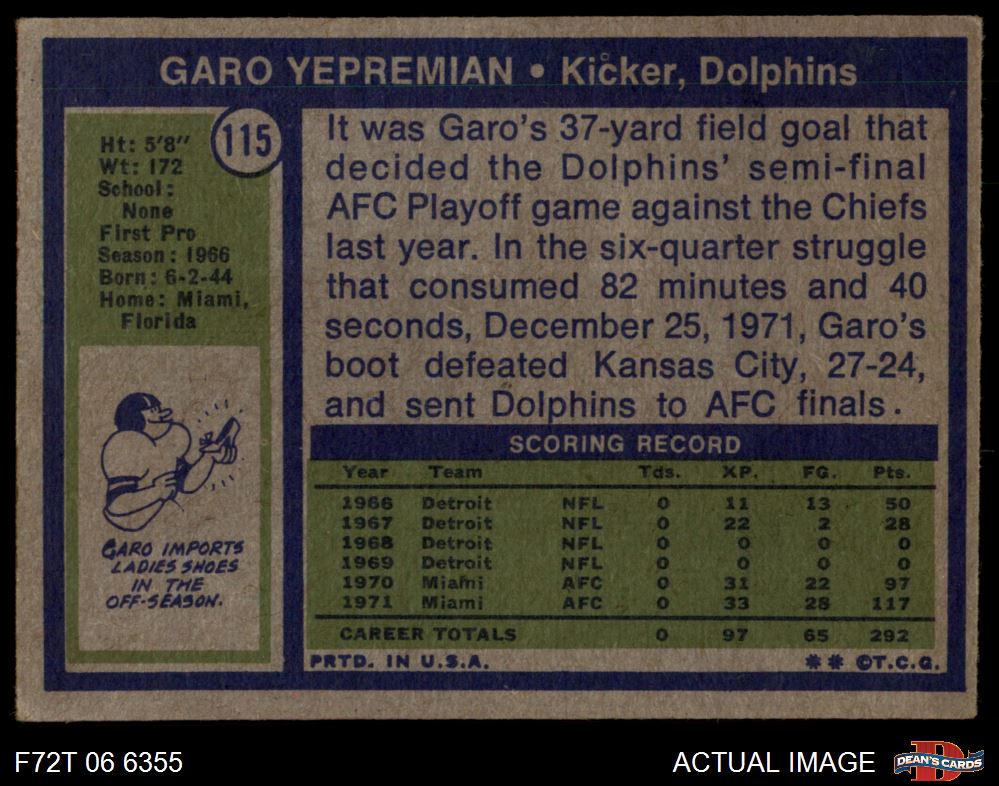 GARO YEPREMIAN • Kicker, Dolphins
115
Ht: 5'8"
Wt: 172
School:
None
First Pro
Season: 1966
Born: 6-2-44
Home: Miami,
Florida
GARO IMPORTS
LADIES SHOES
IN THE
OFF-SEASON.
It was Garo's 37-yard field goal that
decided the Dolphins' semi-final
AFC Playoff game against the Chiefs
last year. In the six-quarter struggle
that consumed 82 minutes and 40
seconds, December 25, 1971, Garo's
boot defeated Kansas City, 27-24,
and sent Dolphins to AFC finals.
SCORING RECORD
Year Team Tds. XP. FG. Pts.
1966 Detroit NFL 0 11 13 50
1967 Detroit NFL 0 22 2 28
1968 Detroit NFL 0 0 0 0
1969 Detroit NFL 0 0 0 0
1970 Miami AFC 0 31 22 97
1971 Miami AFC 0 33 28 117
CAREER TOTALS 0 97 65 292
PRTD. IN U.S.A. ** ©T.C.G.
F72T 06 6355 ACTUAL IMAGE
D
DEAN'S CARDS